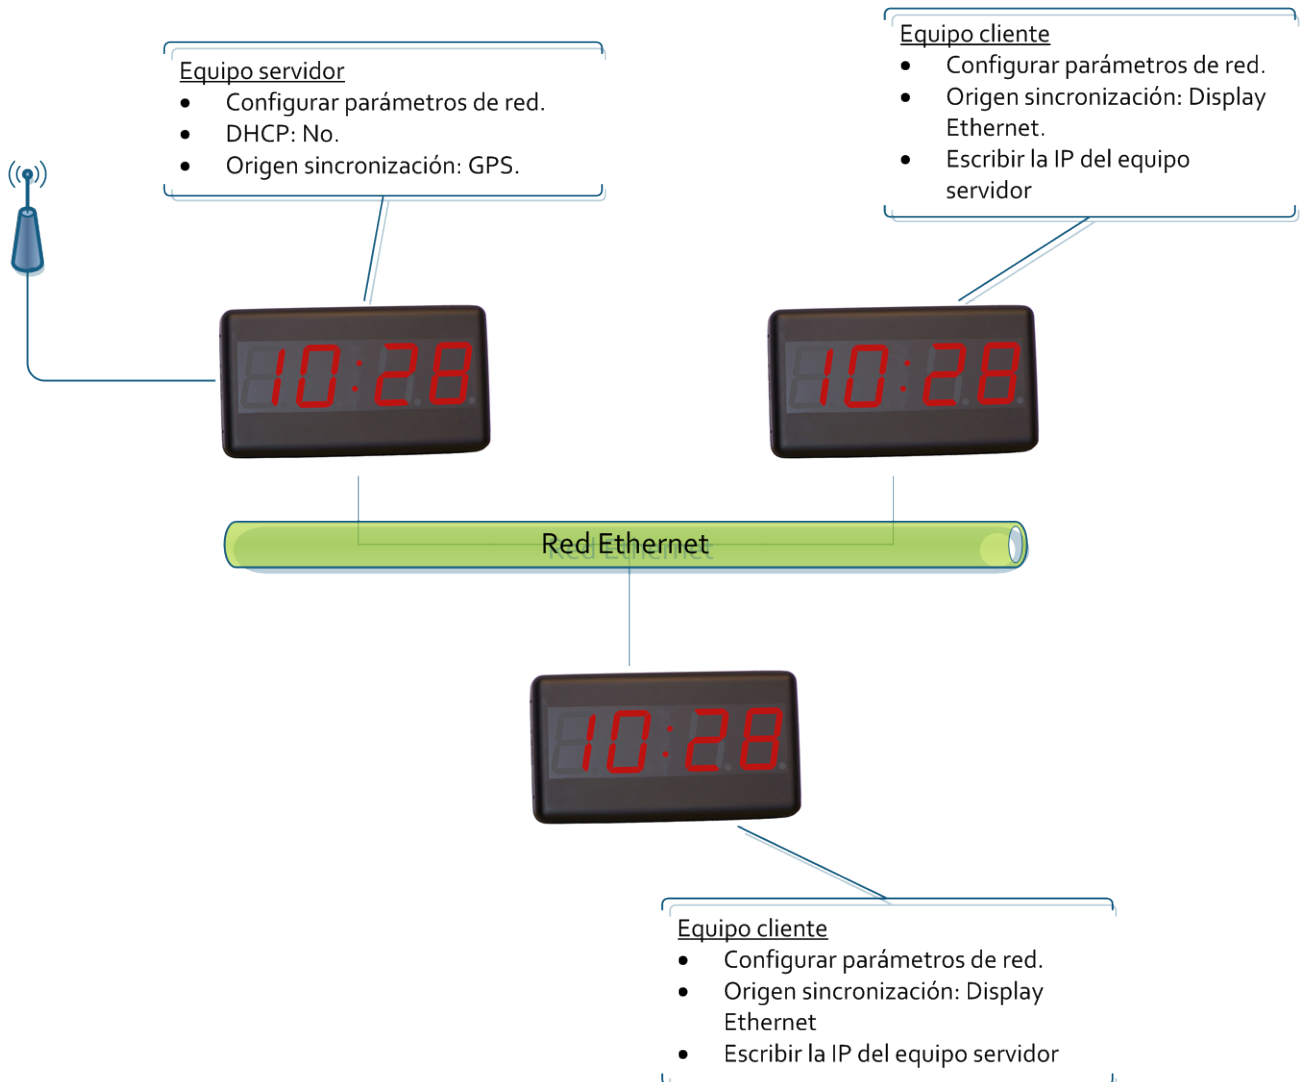 Equipo servidor
• Configurar parámetros de red.
• DHCP: No.
• Origen sincronización: GPS.
Equipo cliente
• Configurar parámetros de red.
• Origen sincronización: Display
Ethernet.
• Escribir la IP del equipo
servidor
10:28
10:28
Red Ethernet
10:28
Equipo cliente
• Configurar parámetros de red.
• Origen sincronización: Display
Ethernet
• Escribir la IP del equipo servidor